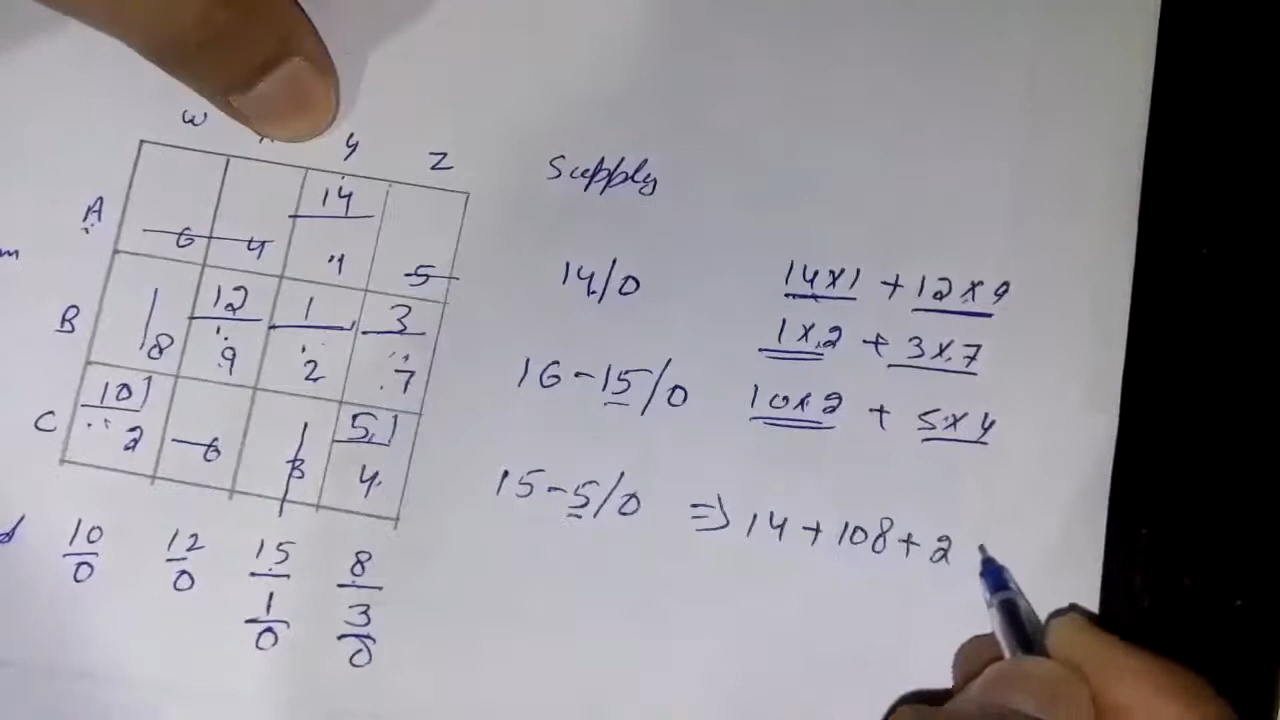 w y z
Supply
A 6 4 14 1 5
14/0
14x1 + 12x9
m
B 8 12 9 1 2 3 7
16-15/0
1x2 + 3x7
C 10 2 6 3 5 4
10x2 + 5x4
15-5/0
=> 14+108+2
d
10 12 15 8
0 0 1 3
0 0